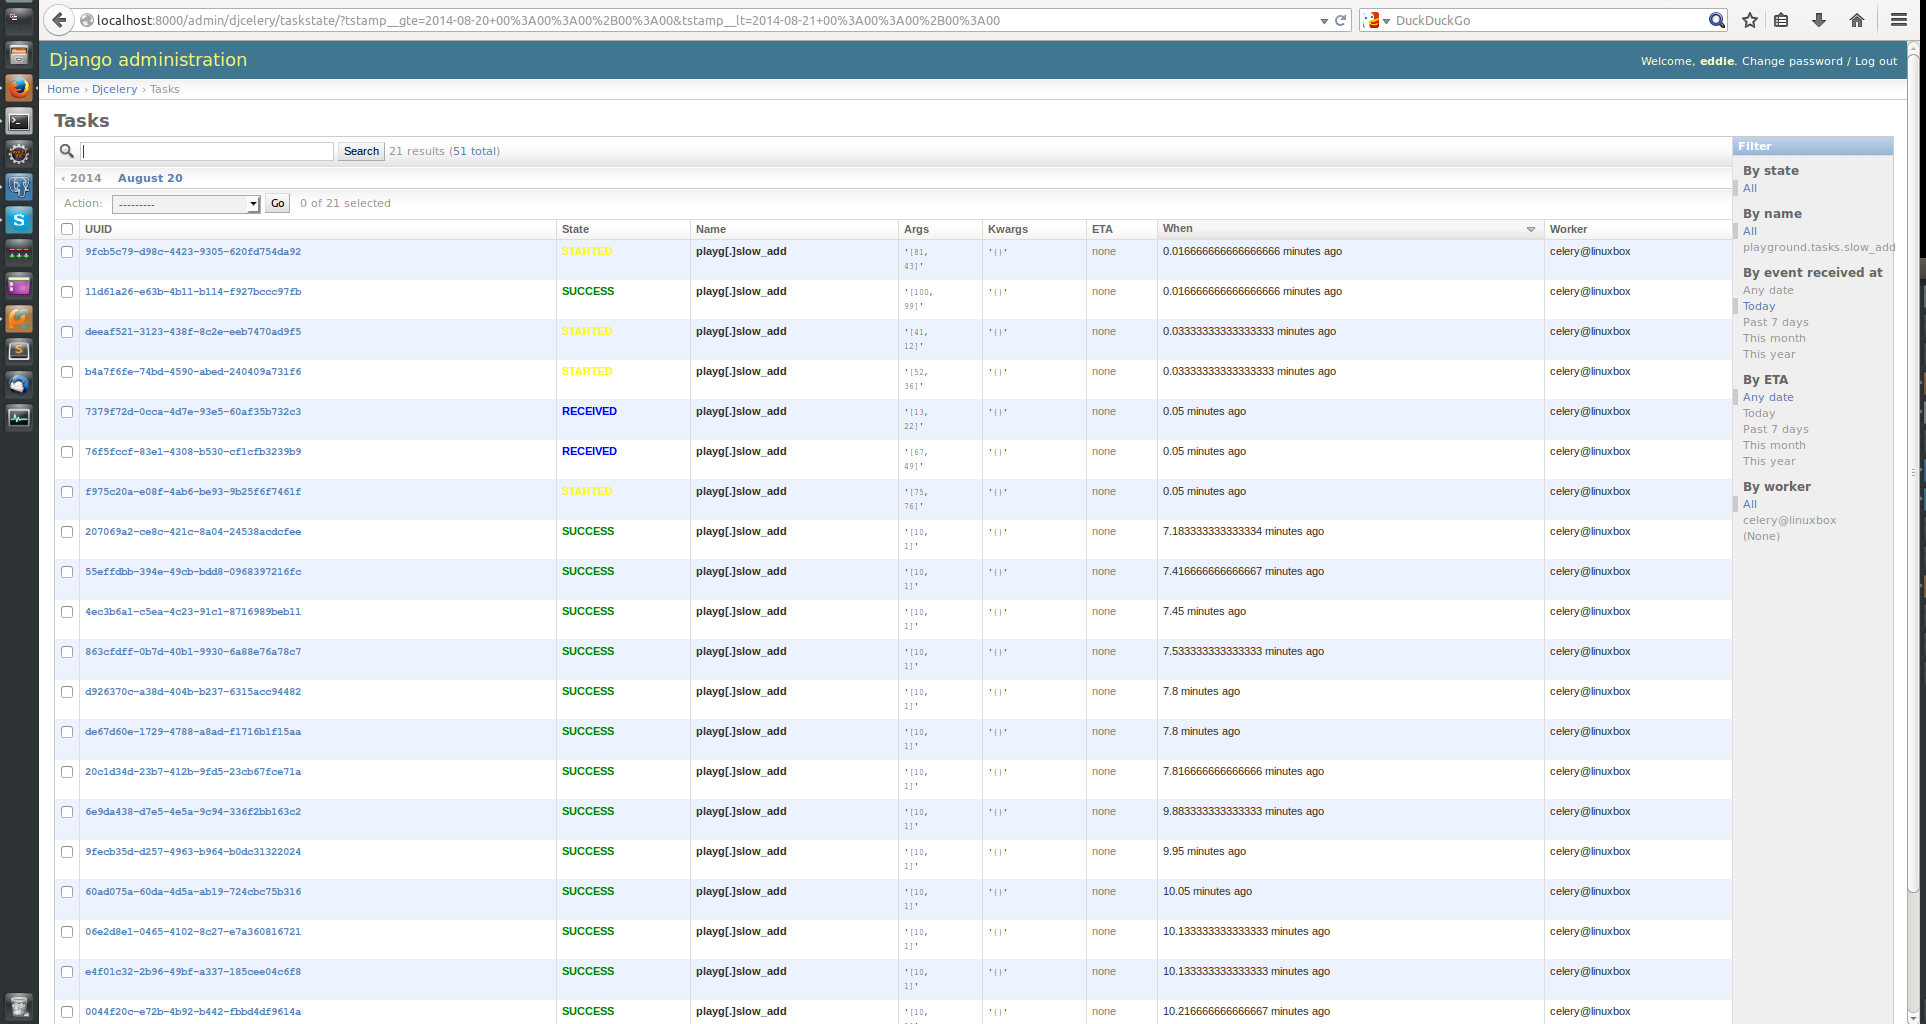 localhost:8000/admin/djcelery/taskstate/?tstamp__gte=2014-08-20+00%3A00%3A00%2B00%3A00&tstamp__lt=2014-08-21+00%3A00%3A00%2B00%3A00
DuckDuckGo
Django administration
Welcome, eddie. Change password / Log out
Home › Djcelery › Tasks
Tasks
Search 21 results (51 total)
‹ 2014 August 20
Action: --------- Go 0 of 21 selected
UUID State Name Args Kwargs ETA When Worker
9fcb5c79-d98c-4423-9305-620fd754da92 STARTED playg[.]slow_add '[81, 43]' '{}' none 0.016666666666666666 minutes ago celery@linuxbox
11d61a26-e63b-4b11-b114-f927bccc97fb SUCCESS playg[.]slow_add '[100, 99]' '{}' none 0.016666666666666666 minutes ago celery@linuxbox
deeaf521-3123-438f-8c2e-eeb7470ad9f5 STARTED playg[.]slow_add '[41, 12]' '{}' none 0.03333333333333333 minutes ago celery@linuxbox
b4a7f6fe-74bd-4590-abed-240409a731f6 STARTED playg[.]slow_add '[52, 36]' '{}' none 0.03333333333333333 minutes ago celery@linuxbox
7379f72d-0cca-4d7e-93e5-60af35b732c3 RECEIVED playg[.]slow_add '[13, 22]' '{}' none 0.05 minutes ago celery@linuxbox
76f5fccf-83e1-4308-b530-cf1cfb3239b9 RECEIVED playg[.]slow_add '[67, 49]' '{}' none 0.05 minutes ago celery@linuxbox
f975c20a-e08f-4ab6-be93-9b25f6f7461f STARTED playg[.]slow_add '[75, 76]' '{}' none 0.05 minutes ago celery@linuxbox
207069a2-ce8c-421c-8a04-24538acdcfee SUCCESS playg[.]slow_add '[10, 1]' '{}' none 7.183333333333334 minutes ago celery@linuxbox
55effdbb-394e-49cb-bdd8-0968397216fc SUCCESS playg[.]slow_add '[10, 1]' '{}' none 7.416666666666667 minutes ago celery@linuxbox
4ec3b6a1-c5ea-4c23-91c1-8716989beb11 SUCCESS playg[.]slow_add '[10, 1]' '{}' none 7.45 minutes ago celery@linuxbox
863cfdff-0b7d-40b1-9930-6a88e76a78c7 SUCCESS playg[.]slow_add '[10, 1]' '{}' none 7.533333333333333 minutes ago celery@linuxbox
d926370c-a38d-404b-b237-6315acc94482 SUCCESS playg[.]slow_add '[10, 1]' '{}' none 7.8 minutes ago celery@linuxbox
de67d60e-1729-4788-a8ad-f1716b1f15aa SUCCESS playg[.]slow_add '[10, 1]' '{}' none 7.8 minutes ago celery@linuxbox
20c1d34d-23b7-412b-9fd5-23cb67fce71a SUCCESS playg[.]slow_add '[10, 1]' '{}' none 7.816666666666666 minutes ago celery@linuxbox
6e9da438-d7e5-4e5a-9c94-336f2bb163c2 SUCCESS playg[.]slow_add '[10, 1]' '{}' none 9.883333333333333 minutes ago celery@linuxbox
9fecb35d-d257-4963-b964-b0dc31322024 SUCCESS playg[.]slow_add '[10, 1]' '{}' none 9.95 minutes ago celery@linuxbox
60ad075a-60da-4d5a-ab19-724cbc75b316 SUCCESS playg[.]slow_add '[10, 1]' '{}' none 10.05 minutes ago celery@linuxbox
06e2d8e1-0465-4102-8c27-e7a360816721 SUCCESS playg[.]slow_add '[10, 1]' '{}' none 10.133333333333333 minutes ago celery@linuxbox
e4f01c32-2b96-49bf-a337-185cee04c6f8 SUCCESS playg[.]slow_add '[10, 1]' '{}' none 10.133333333333333 minutes ago celery@linuxbox
0044f20c-e72b-4b92-b442-fbbd4df9614a SUCCESS playg[.]slow_add '[10, '{}' none 10.216666666666667 minutes ago celery@linuxbox
Filter
By state
All
By name
All
playground.tasks.slow_add
By event received at
Any date
Today
Past 7 days
This month
This year
By ETA
Any date
Today
Past 7 days
This month
This year
By worker
All
celery@linuxbox
(None)